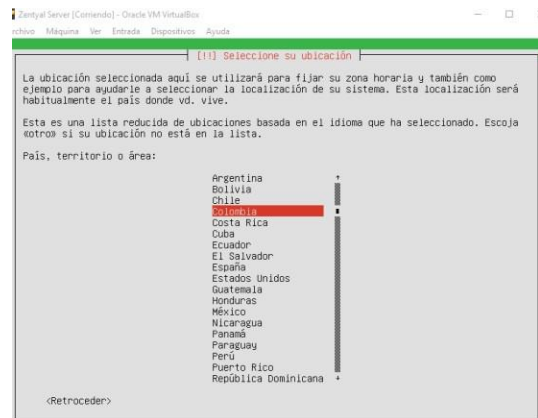 Zentyal Server [Corriendo] - Oracle VM VirtualBox
rchivo Máquina Ver Entrada Dispositivos Ayuda
[!!] Seleccione su ubicación
La ubicación seleccionada aquí se utilizará para fijar su zona horaria y también como
ejemplo para ayudarle a seleccionar la localización de su sistema. Esta localización será
habitualmente el país donde vd. vive.
Esta es una lista reducida de ubicaciones basada en el idioma que ha seleccionado. Escoja
«otro» si su ubicación no está en la lista.
País, territorio o área:
Argentina
Bolivia
Chile
Colombia
Costa Rica
Cuba
Ecuador
El Salvador
España
Estados Unidos
Guatemala
Honduras
México
Nicaragua
Panamá
Paraguay
Perú
Puerto Rico
República Dominicana
<Retroceder>